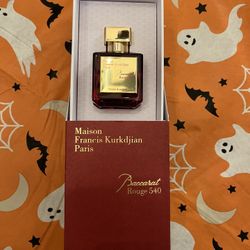 Maison
Francis Kurkdjian
Paris
Baccarat
Rouge 540